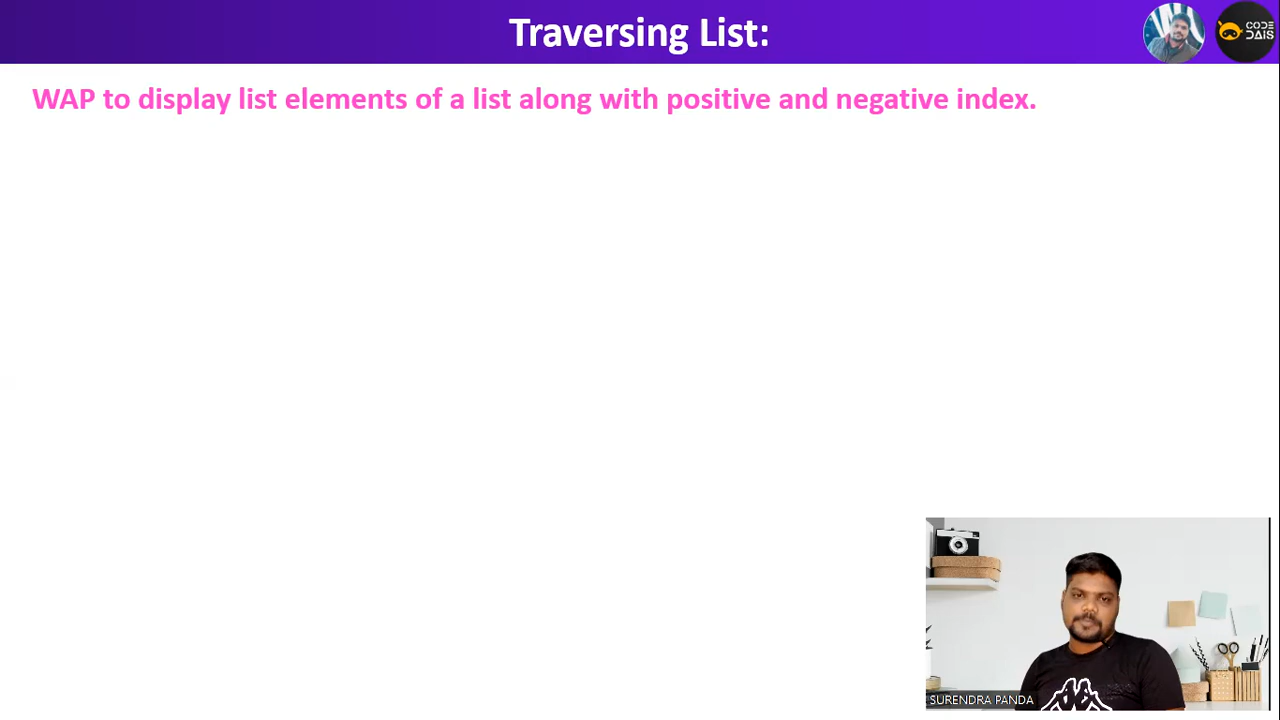 Traversing List:
CODE
DAIS
WAP to display list elements of a list along with positive and negative index.
SURENDRA PANDA